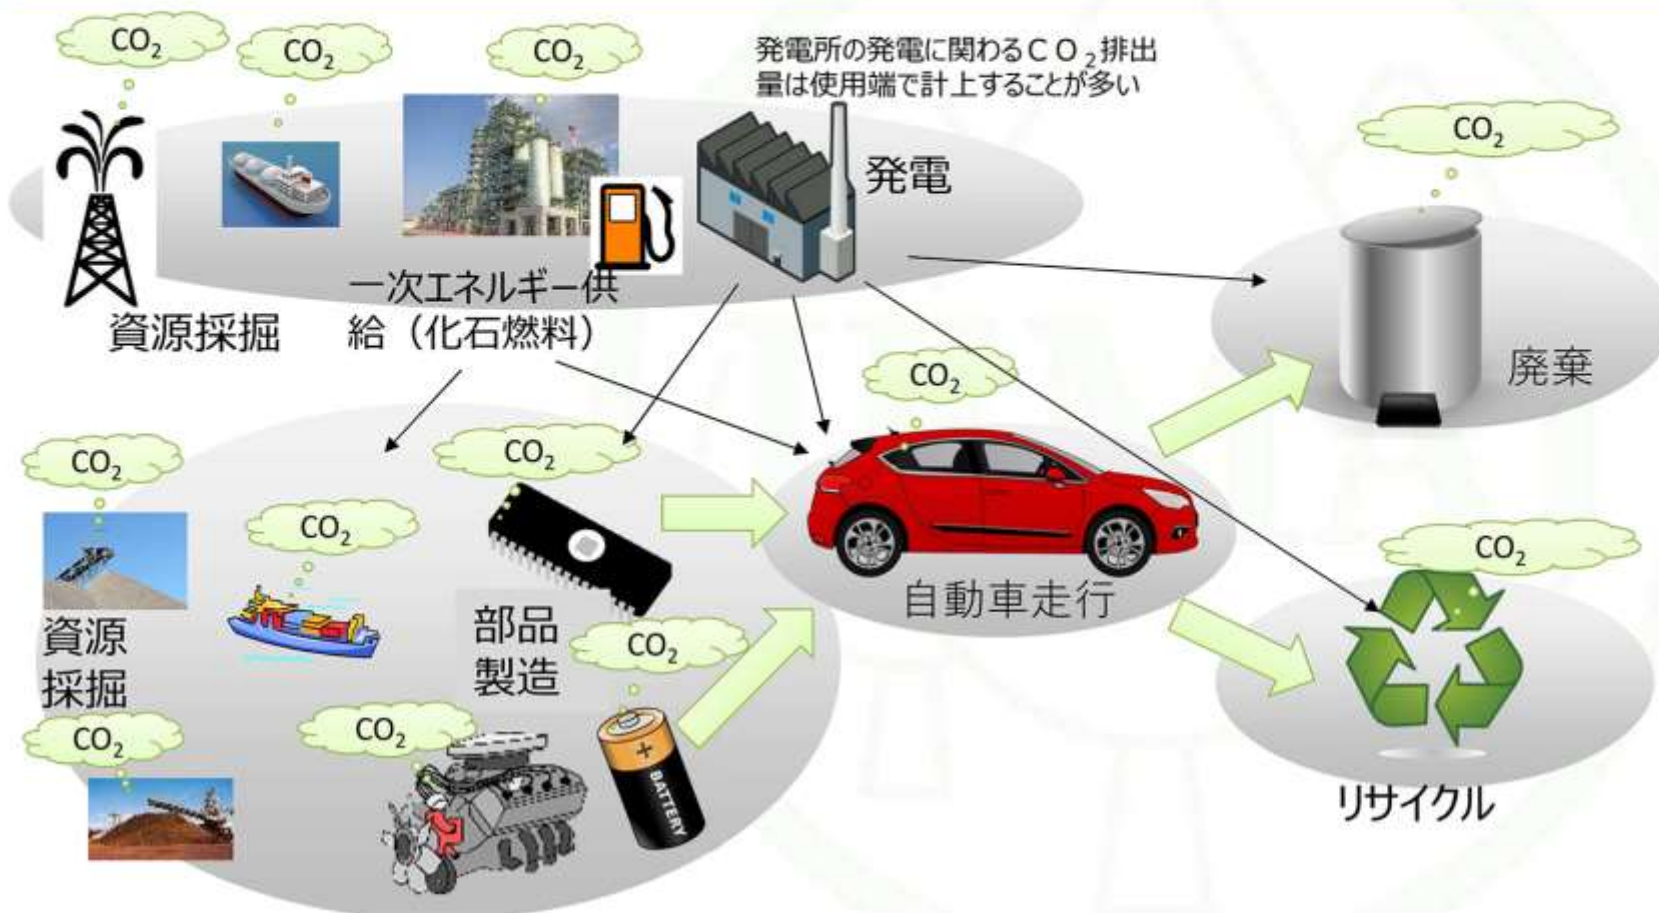 CO₂
CO₂
CO₂
発電所の発電に関わるCO₂排出
量は使用端で計上することが多い
CO₂
発電
一次エネルギー供
給（化石燃料）
資源採掘
CO₂
廃棄
CO₂
CO₂
CO₂
CO₂
資源
採掘
部品
製造
CO₂
自動車走行
CO₂
CO₂
CO₂
BATTERY
リサイクル